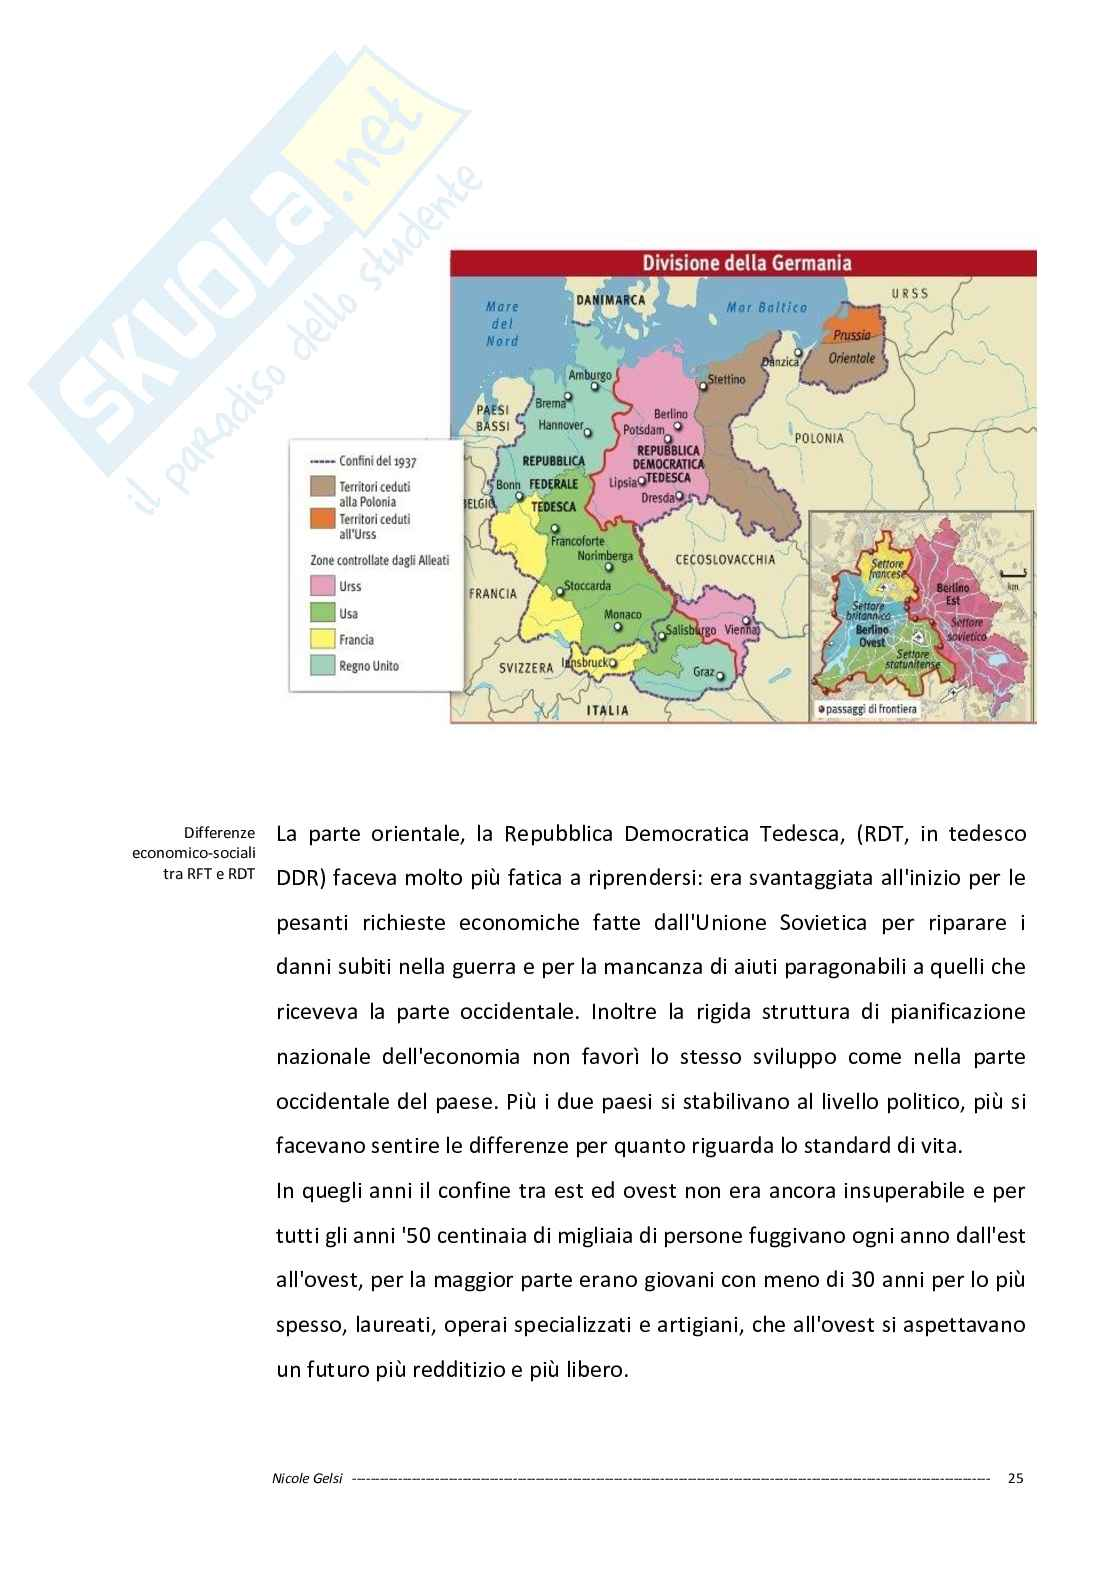 SKUOLa.net
il paradiso dello studente
Divisione della Germania
Mare
del
Nord
DANIMARCA
Mar Baltico
URSS
Prussia
Orientale
Danzica
Stettino
Amburgo
Brema
Hannover
PAESI
BASSI
Berlino
Potsdam
POLONIA
REPUBBLICA
DEMOCRATICA
TEDESCA
Lipsia
Dresda
REPUBBLICA
FEDERALE
TEDESCA
Bonn
BELGIO
Francoforte
Norimberga
CECOSLOVACCHIA
FRANCIA
Stoccarda
Monaco
Salisburgo
Vienna
SVIZZERA
Innsbruck
Graz
ITALIA
Confini del 1937
Territori ceduti
alla Polonia
Territori ceduti
all'Urss
Zone controllate dagli Alleati
Urss
Usa
Francia
Regno Unito
Settore
francese
km
Berlino
Est
Settore
britannico
Berlino
Ovest
Settore
sovietico
Settore
statunitense
passaggi di frontiera
Differenze
economico-sociali
tra RFT e RDT
La parte orientale, la Repubblica Democratica Tedesca, (RDT, in tedesco
DDR) faceva molto più fatica a riprendersi: era svantaggiata all'inizio per le
pesanti richieste economiche fatte dall'Unione Sovietica per riparare i
danni subiti nella guerra e per la mancanza di aiuti paragonabili a quelli che
riceveva la parte occidentale. Inoltre la rigida struttura di pianificazione
nazionale dell'economia non favorì lo stesso sviluppo come nella parte
occidentale del paese. Più i due paesi si stabilivano al livello politico, più si
facevano sentire le differenze per quanto riguarda lo standard di vita.
In quegli anni il confine tra est ed ovest non era ancora insuperabile e per
tutti gli anni '50 centinaia di migliaia di persone fuggivano ogni anno dall'est
all'ovest, per la maggior parte erano giovani con meno di 30 anni per lo più
spesso, laureati, operai specializzati e artigiani, che all'ovest si aspettavano
un futuro più redditizio e più libero.
Nicole Gelsi 25